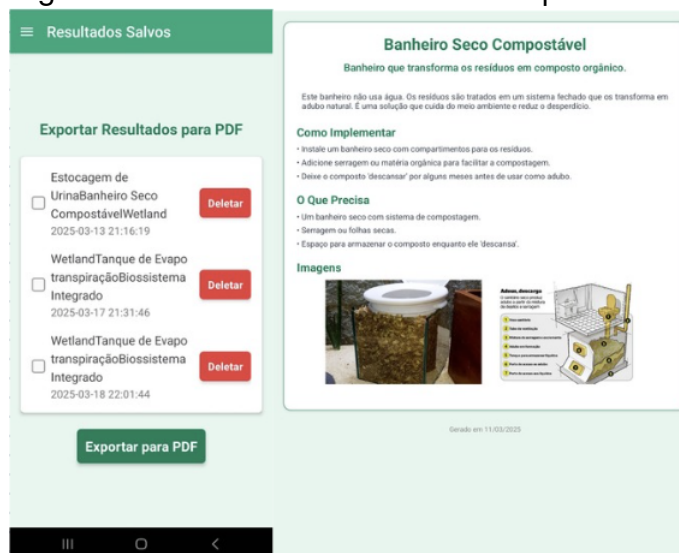 Resultados Salvos
Exportar Resultados para PDF
Estocagem de
UrinaBanheiro Seco
CompostávelWetland
2025-03-13 21:16:19
Deletar
WetlandTanque de Evapo
transpiraçãoBiossistema
Integrado
2025-03-17 21:31:46
Deletar
WetlandTanque de Evapo
transpiraçãoBiossistema
Integrado
2025-03-18 22:01:44
Deletar
Exportar para PDF
Banheiro Seco Compostável
Banheiro que transforma os resíduos em composto orgânico.
Este banheiro não usa água. Os resíduos são tratados em um sistema fechado que os transforma em
adubo natural. É uma solução que cuida do meio ambiente e reduz o desperdício.
Como Implementar
• Instale um banheiro seco com compartimentos para os resíduos.
• Adicione serragem ou matéria orgânica para facilitar a compostagem.
• Deixe o composto 'descansar' por alguns meses antes de usar como adubo.
O Que Precisa
• Um banheiro seco com sistema de compostagem.
• Serragem ou folhas secas.
• Espaço para armazenar o composto enquanto ele 'descansa'.
Imagens
Adeus, descarga
Gerado em 11/03/2025